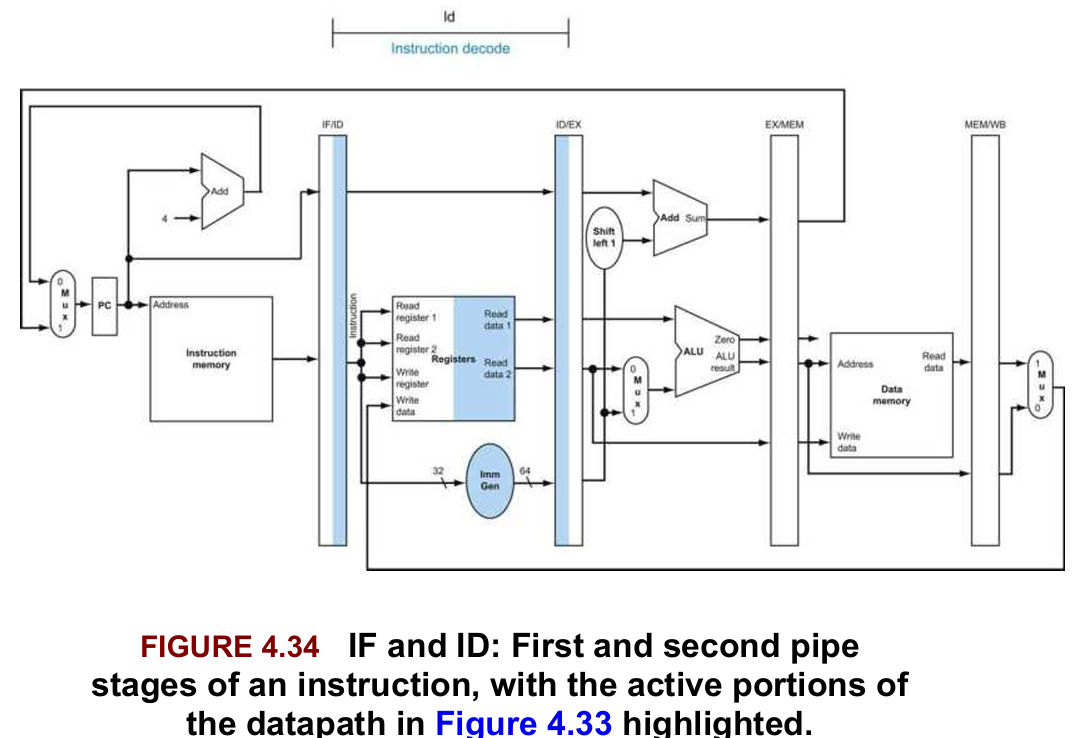 ld
Instruction decode
IF/ID
ID/EX
EX/MEM
MEM/WB
Add
4
Shift
left 1
Add Sum
0
M
u
x
1
PC
Address
Instruction
memory
Instruction
Read
register 1
Read
register 2
Registers
Write
register
Write
data
Read
data 1
Read
data 2
0
M
u
x
1
Zero
ALU
ALU
result
Address
Read
data
Data
memory
Write
data
1
M
u
x
0
32
Imm
Gen
64
FIGURE 4.34 IF and ID: First and second pipe
stages of an instruction, with the active portions of
the datapath in Figure 4.33 highlighted.